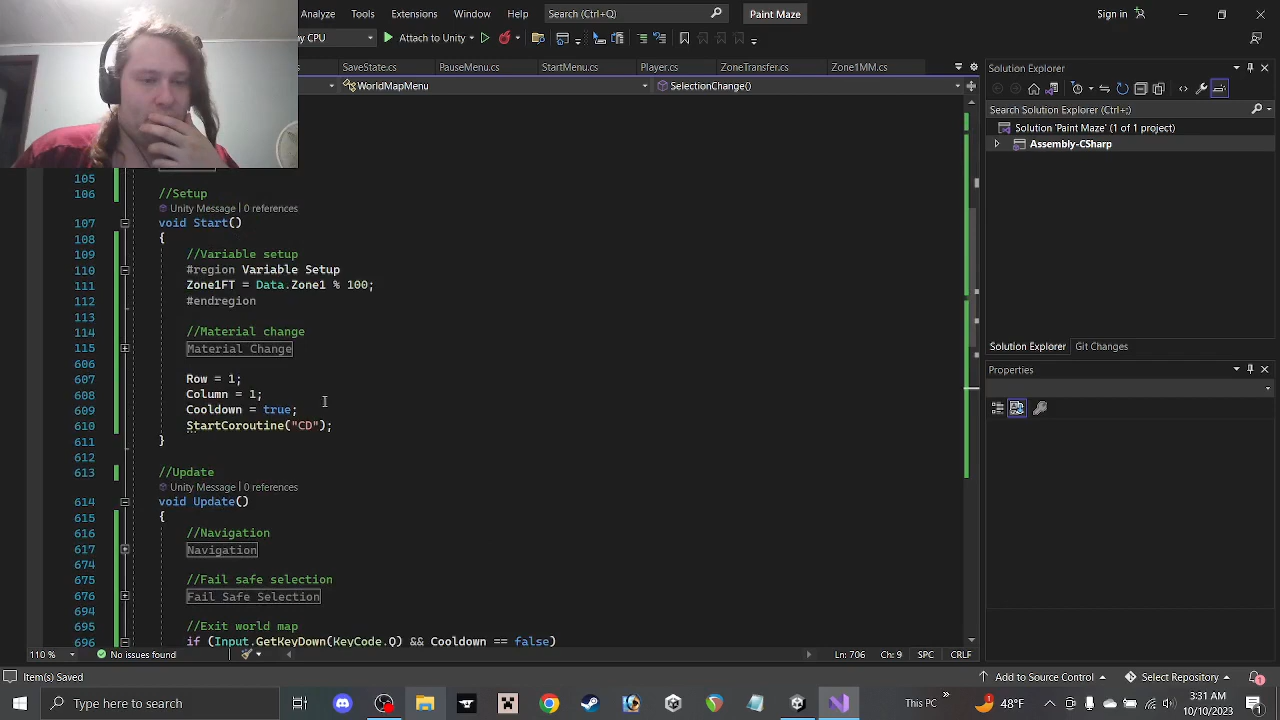 Analyze Tools Extensions Window Help Search (Ctrl+Q) Paint Maze Sign in
CPU Attach to Unity
SaveState.cs PauseMenu.cs StartMenu.cs Player.cs ZoneTransfer.cs Zone1MM.cs
WorldMapMenu SelectionChange()
Solution Explorer
Search Solution Explorer (Ctrl+;)
Solution 'Paint Maze' (1 of 1 project)
Assembly-CSharp
105
106 //Setup
Unity Message | 0 references
107 void Start()
108 {
109 //Variable setup
110 #region Variable Setup
111 Zone1FT = Data.Zone1 % 100;
112 #endregion
113
114 //Material change
115 Material Change
606
607 Row = 1;
608 Column = 1;
609 Cooldown = true;
610 StartCoroutine("CD");
611 }
612
613 //Update
Unity Message | 0 references
614 void Update()
615 {
616 //Navigation
617 Navigation
674
675 //Fail safe selection
676 Fail Safe Selection
694
695 //Exit world map
696 if (Input.GetKeyDown(KeyCode.Q) && Cooldown == false)
Solution Explorer Git Changes
Properties
110 % No issues found Ln: 706 Ch: 9 SPC CRLF
Item(s) Saved Add to Source Control Select Repository 1
Type here to search This PC 1 3:31 AM
10/10/2023